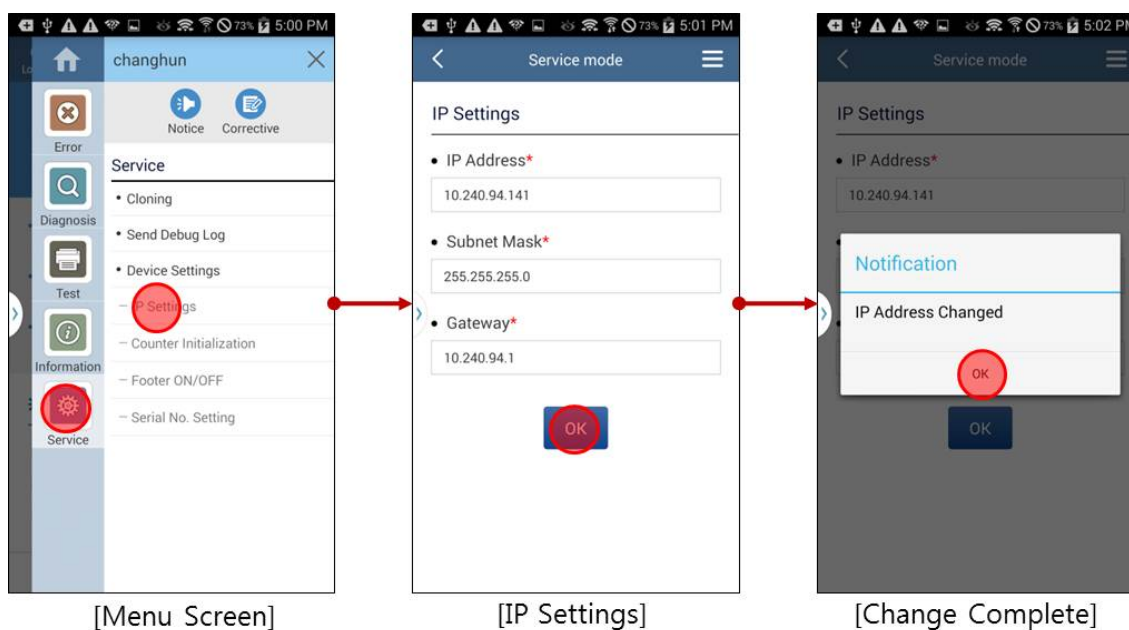 73% 5:00 PM
changhun
Notice Corrective
Error
Service
Diagnosis
• Cloning
• Send Debug Log
• Device Settings
Test
– IP Settings
– Counter Initialization
Information
– Footer ON/OFF
– Serial No. Setting
Service
[Menu Screen]
73% 5:01 PM
Service mode
IP Settings
• IP Address*
10.240.94.141
• Subnet Mask*
255.255.255.0
• Gateway*
10.240.94.1
OK
[IP Settings]
73% 5:02 PM
Service mode
IP Settings
• IP Address*
10.240.94.141
Notification
IP Address Changed
OK
OK
[Change Complete]